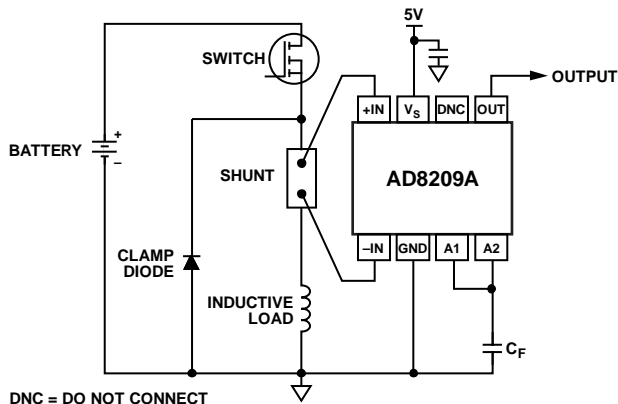 5V
SWITCH
OUTPUT
+IN
VS
DNC
OUT
+
BATTERY
–
SHUNT
AD8209A
–IN
GND
A1
A2
CLAMP
DIODE
INDUCTIVE
LOAD
CF
DNC = DO NOT CONNECT